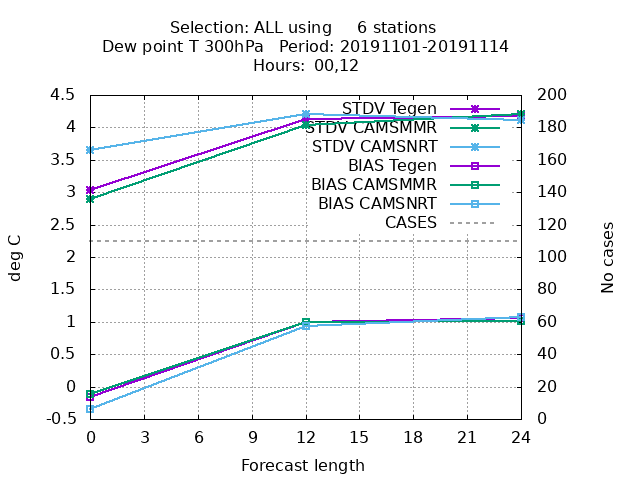 Selection: ALL using     6 stations
Dew point T 300hPa   Period: 20191101-20191114
Hours:  00,12
4.5
4
3.5
3
2.5
2
1.5
1
0.5
0
-0.5
deg C
STDV Tegen
STDV CAMSMMR
STDV CAMSNRT
BIAS Tegen
BIAS CAMSMMR
BIAS CAMSNRT
CASES
200
180
160
140
120
100
80
60
40
20
0
No cases
0 3 6 9 12 15 18 21 24
Forecast length